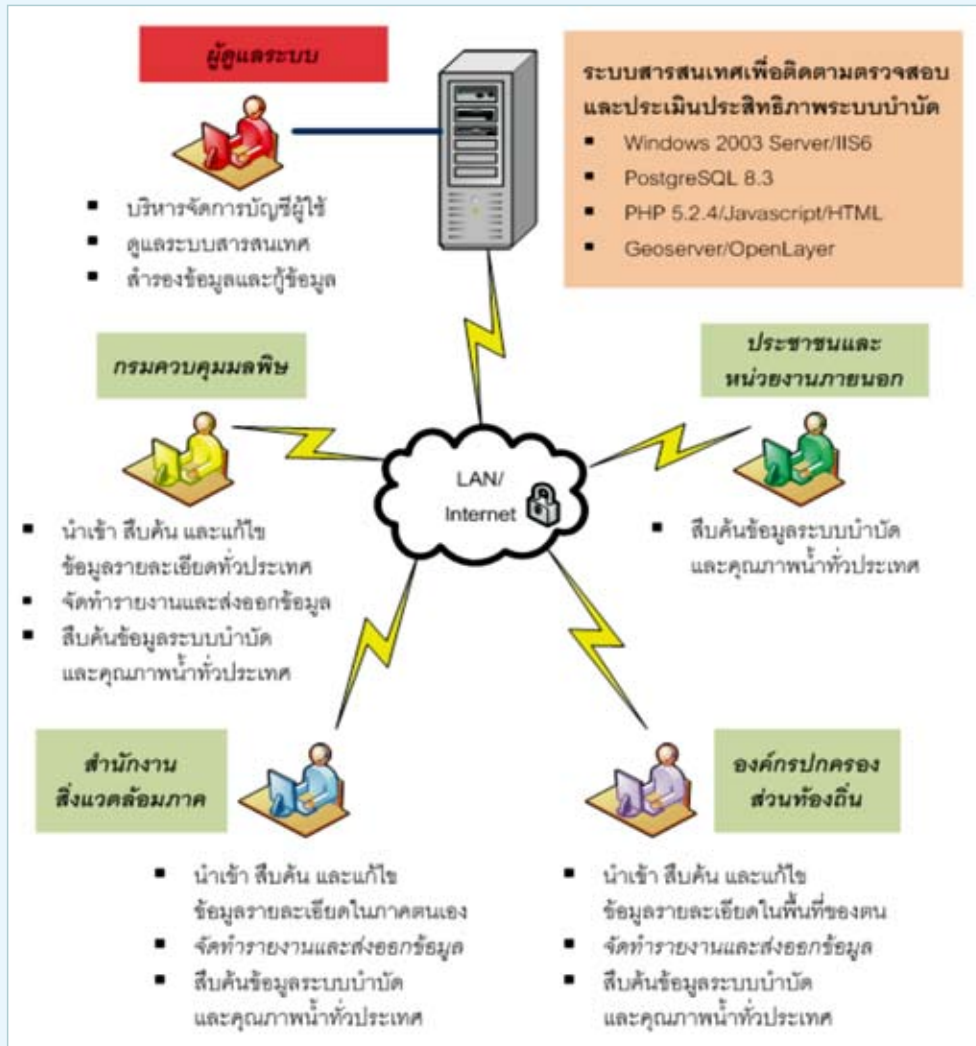 ผู้ดูแลระบบ
ระบบสารสนเทศเพื่อติดตามตรวจสอบ
และประเมินประสิทธิภาพระบบบำบัด
▪ Windows 2003 Server/IIS6
▪ PostgreSQL 8.3
▪ PHP 5.2.4/Javascript/HTML
▪ Geoserver/OpenLayer
▪ บริหารจัดการบัญชีผู้ใช้
▪ ดูแลระบบสารสนเทศ
▪ สำรองข้อมูลและกู้ข้อมูล
กรมควบคุมมลพิษ
ประชาชนและ
หน่วยงานภายนอก
LAN/
Internet
▪ นำเข้า สืบค้น และแก้ไข
ข้อมูลรายละเอียดทั่วประเทศ
▪ จัดทำรายงานและส่งออกข้อมูล
▪ สืบค้นข้อมูลระบบบำบัด
และคุณภาพน้ำทั่วประเทศ
▪ สืบค้นข้อมูลระบบบำบัด
และคุณภาพน้ำทั่วประเทศ
สำนักงาน
สิ่งแวดล้อมภาค
องค์กรปกครอง
ส่วนท้องถิ่น
▪ นำเข้า สืบค้น และแก้ไข
ข้อมูลรายละเอียดในภาคตนเอง
▪ จัดทำรายงานและส่งออกข้อมูล
▪ สืบค้นข้อมูลระบบบำบัด
และคุณภาพน้ำทั่วประเทศ
▪ นำเข้า สืบค้น และแก้ไข
ข้อมูลรายละเอียดในพื้นที่ของตน
▪ จัดทำรายงานและส่งออกข้อมูล
▪ สืบค้นข้อมูลระบบบำบัด
และคุณภาพน้ำทั่วประเทศ